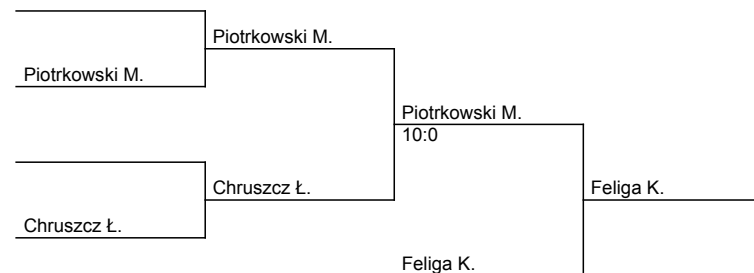 Piotrkowski M.
Piotrkowski M.
Piotrkowski M.
10:0
Chruszcz Ł.
Feliga K.
Chruszcz Ł.
Feliga K.